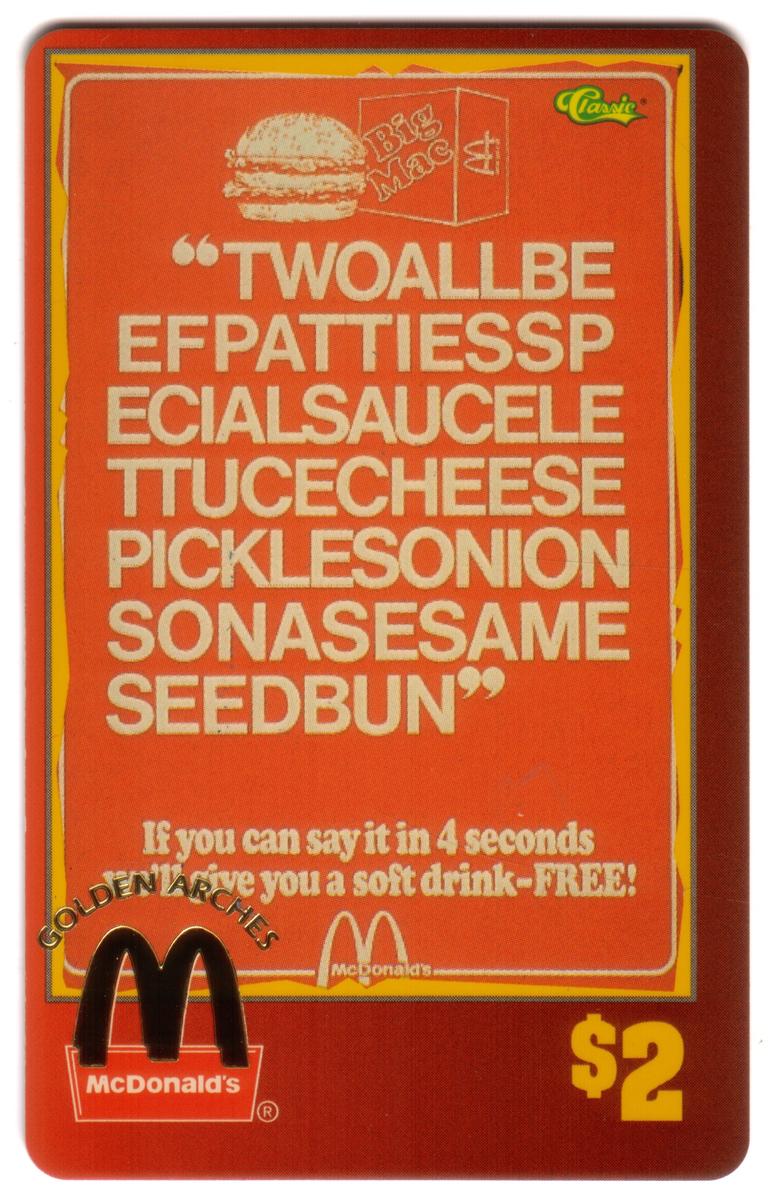 Classic®
Big
Mac
“TWOALLBE
EFPATTIESSP
ECIALSAUCELE
TTUCECHEESE
PICKLESONION
SONASESAME
SEEDBUN”
If you can say it in 4 seconds
you a soft drink-FREE!
GOLDEN ARCHES
McDonald's
McDonald's®
$2